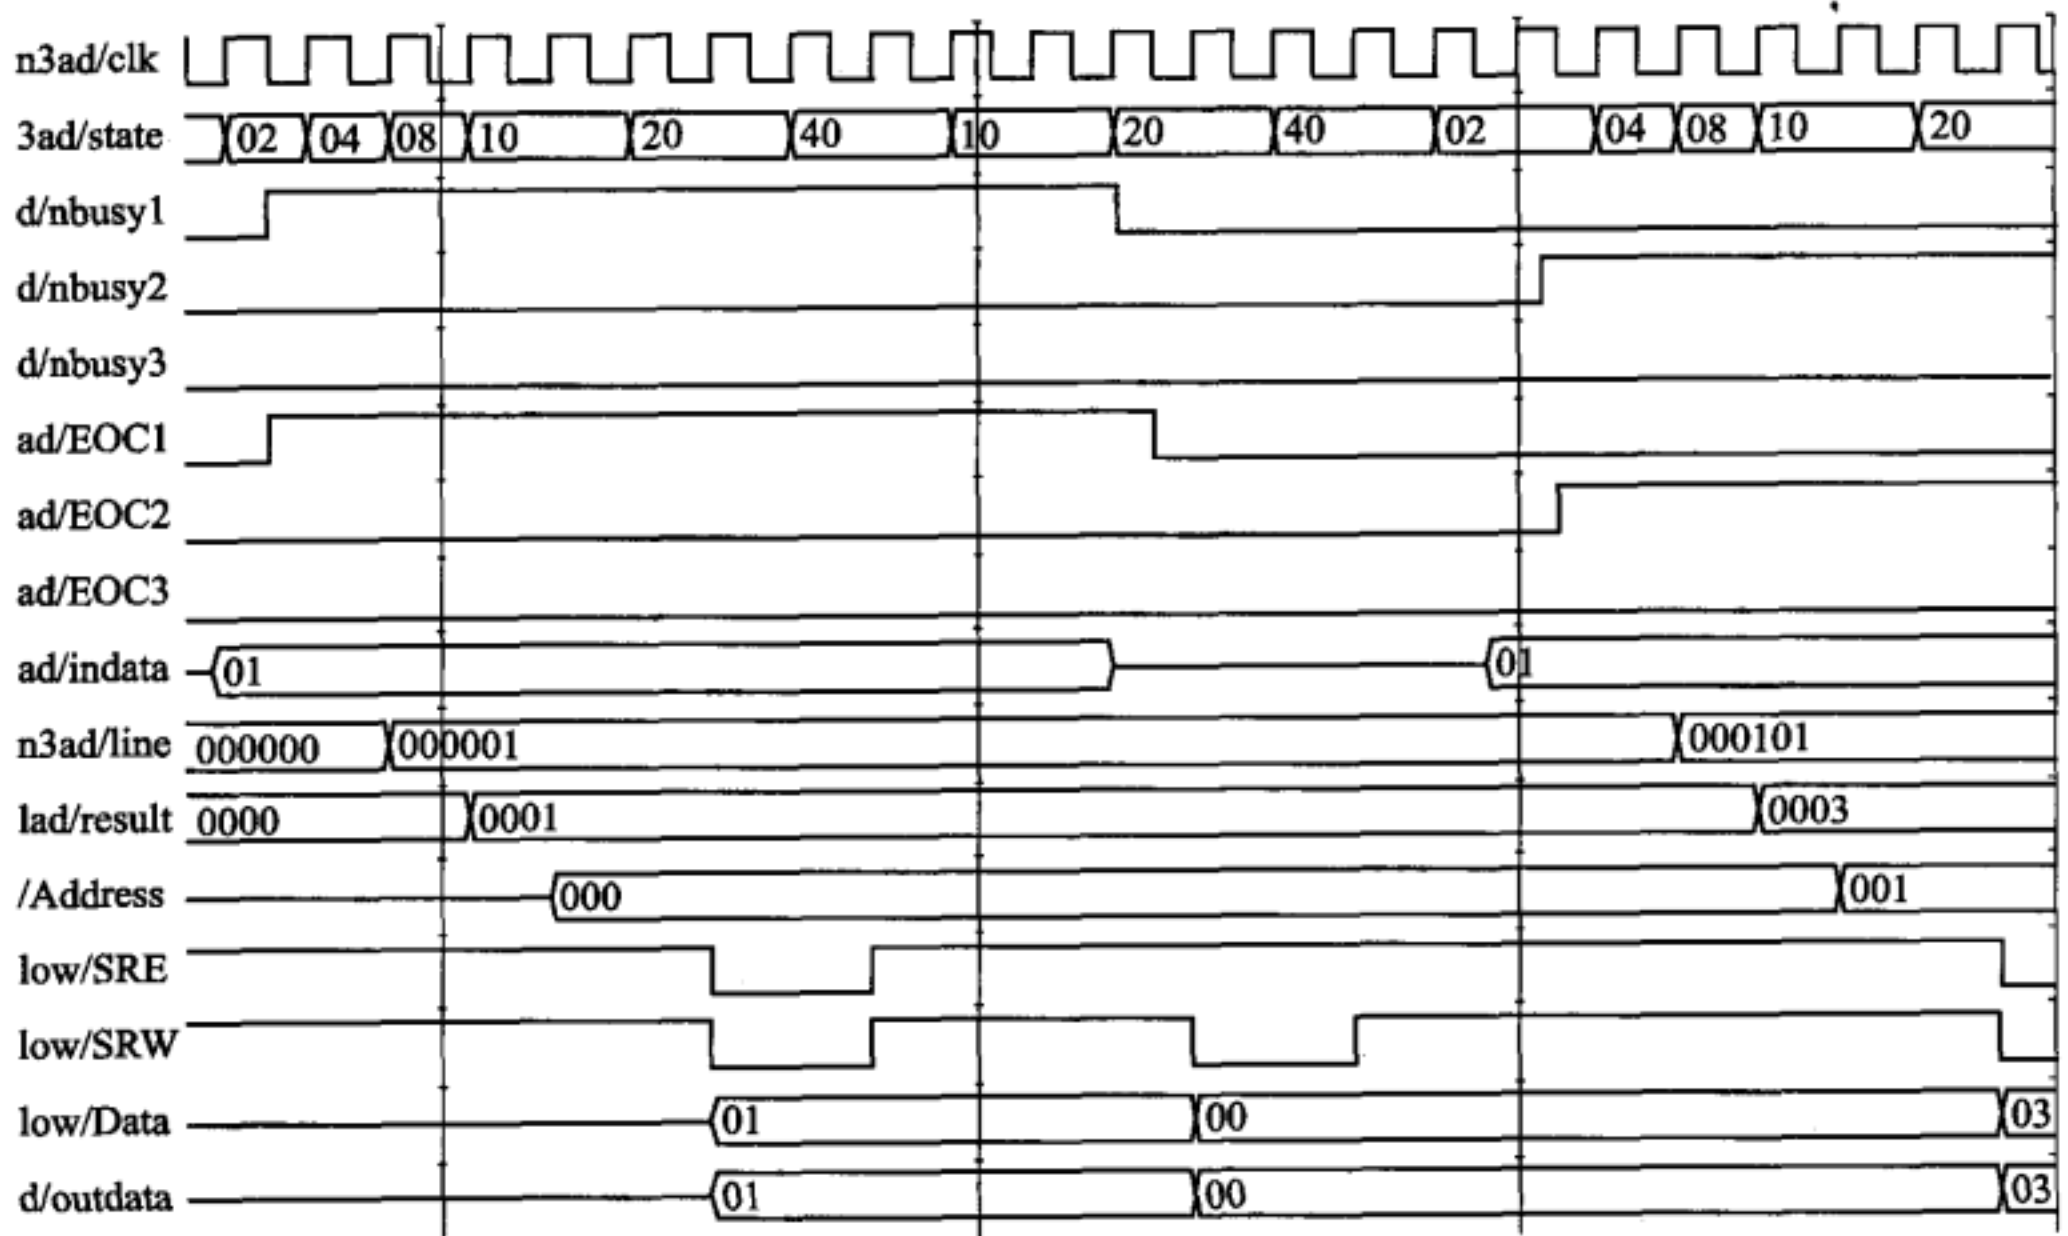 n3ad/clk
3ad/state 02 04 08 10 20 40 10 20 40 02 04 08 10 20
d/nbusy1
d/nbusy2
d/nbusy3
ad/EOC1
ad/EOC2
ad/EOC3
ad/indata 01 01
n3ad/line 000000 000001 000101
lad/result 0000 0001 0003
/Address 000 001
low/SRE
low/SRW
low/Data 01 00 03
d/outdata 01 00 03